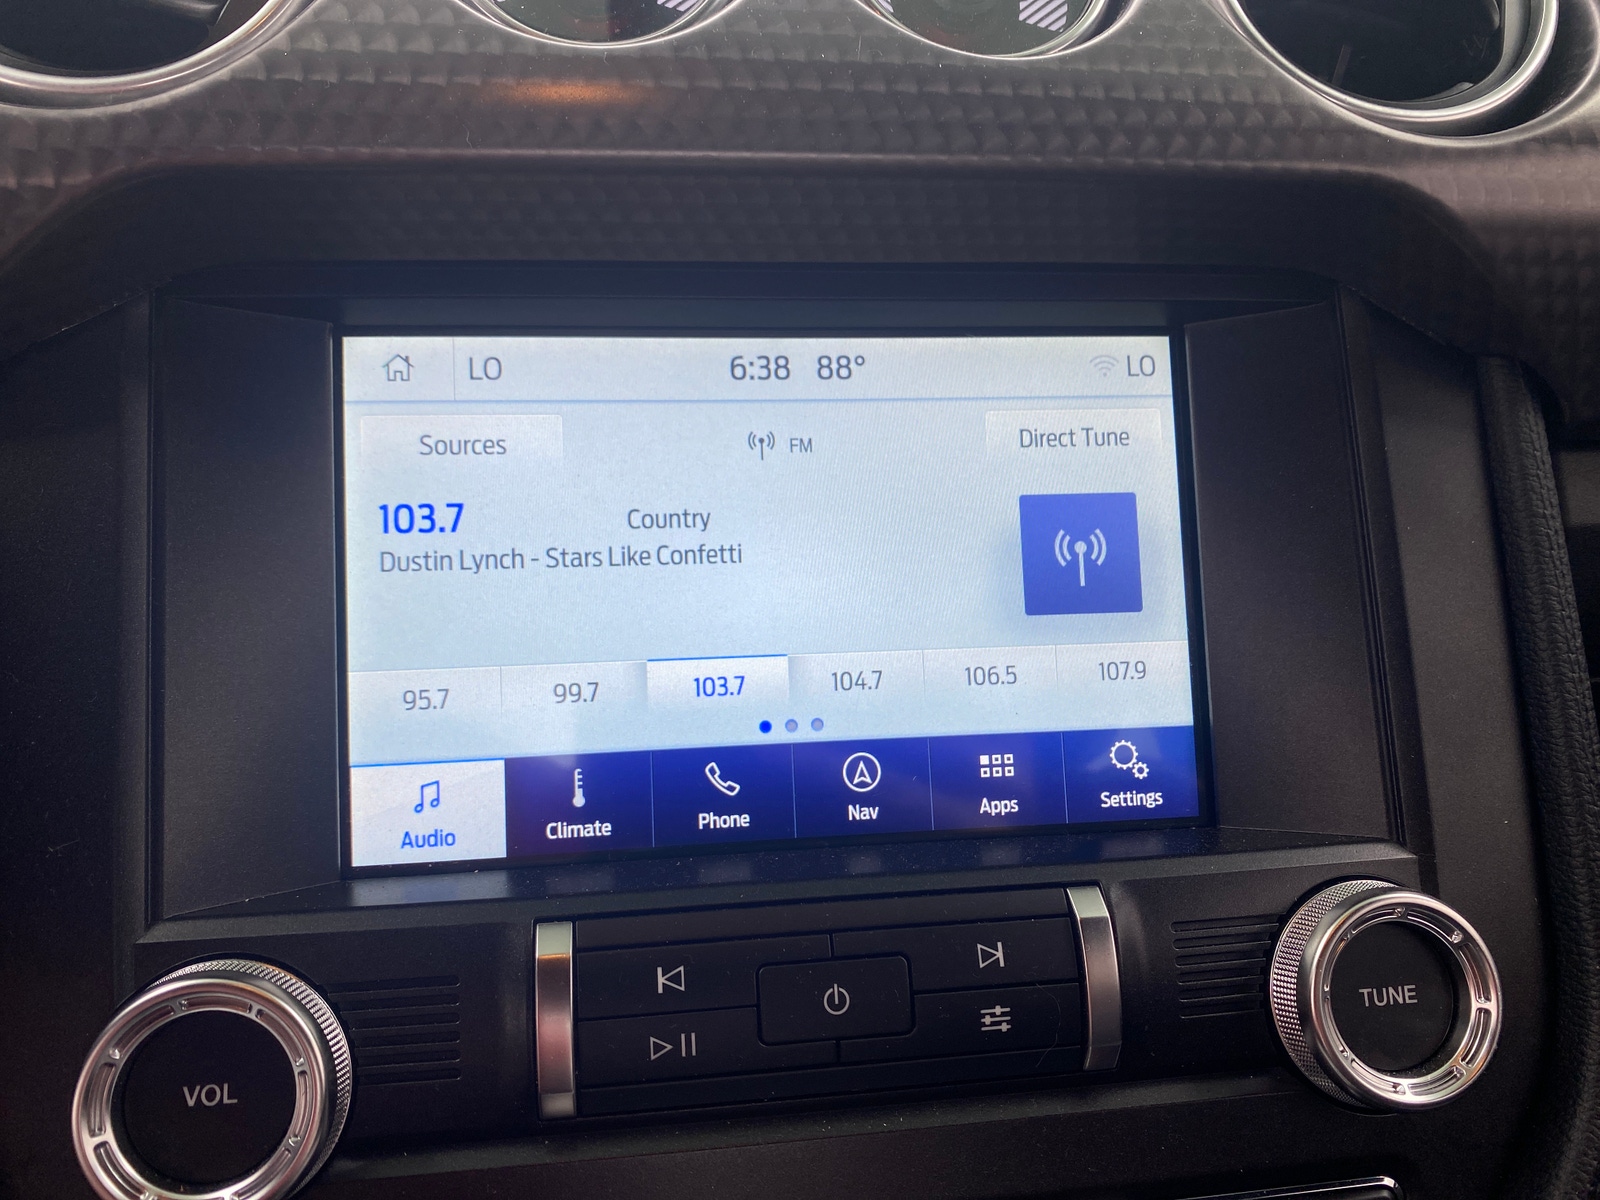 LO 6:38 88° LO
Sources FM Direct Tune
103.7 Country
Dustin Lynch - Stars Like Confetti
95.7 99.7 103.7 104.7 106.5 107.9
Audio Climate Phone Nav Apps Settings
VOL TUNE